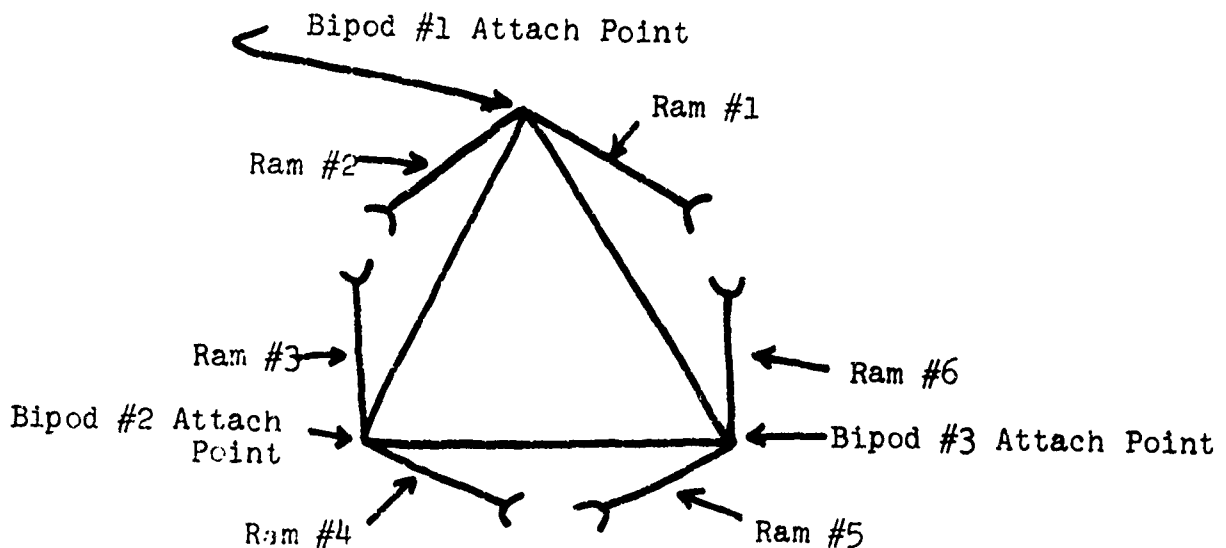 Bipod #1 Attach Point
Ram #1
Ram #2
Ram #3
Ram #6
Bipod #2 Attach
Point
Bipod #3 Attach Point
Ram #4
Ram #5